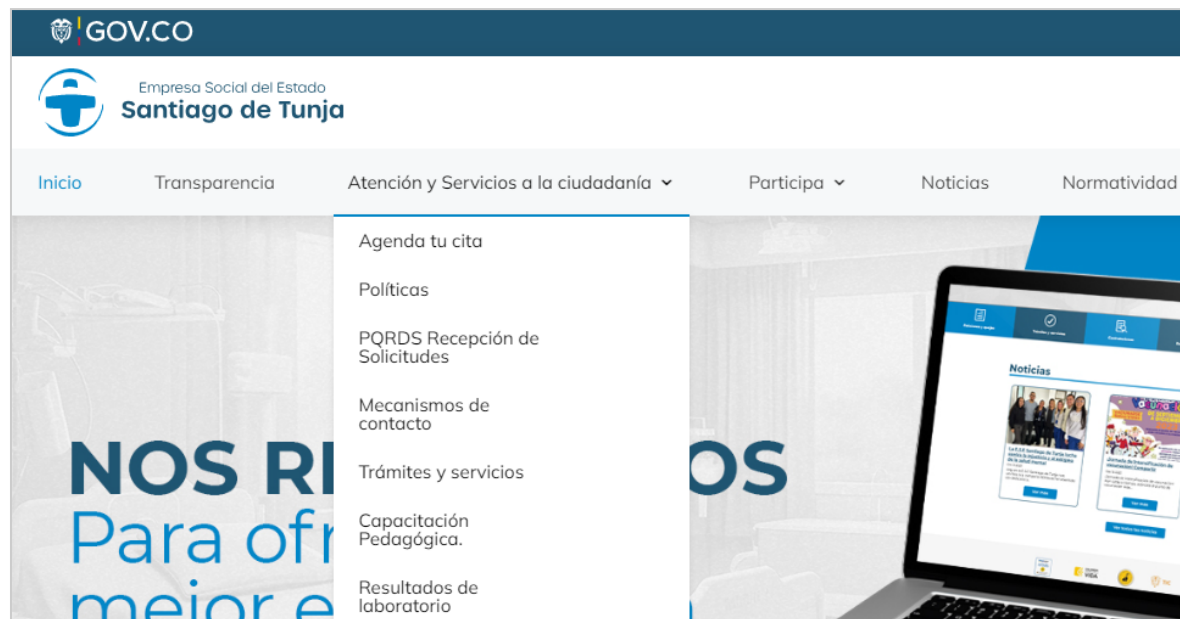 GOV.CO
Empresa Social del Estado
Santiago de Tunja
Inicio
Transparencia
Atención y Servicios a la ciudadanía
Participa
Noticias
Normatividad
Agenda tu cita
Políticas
PQRDS Recepción de
Solicitudes
Mecanismos de
contacto
Trámites y servicios
Capacitación
Pedagógica.
Resultados de
laboratorio
NOS R
OS
Para of
mejor e
Noticias